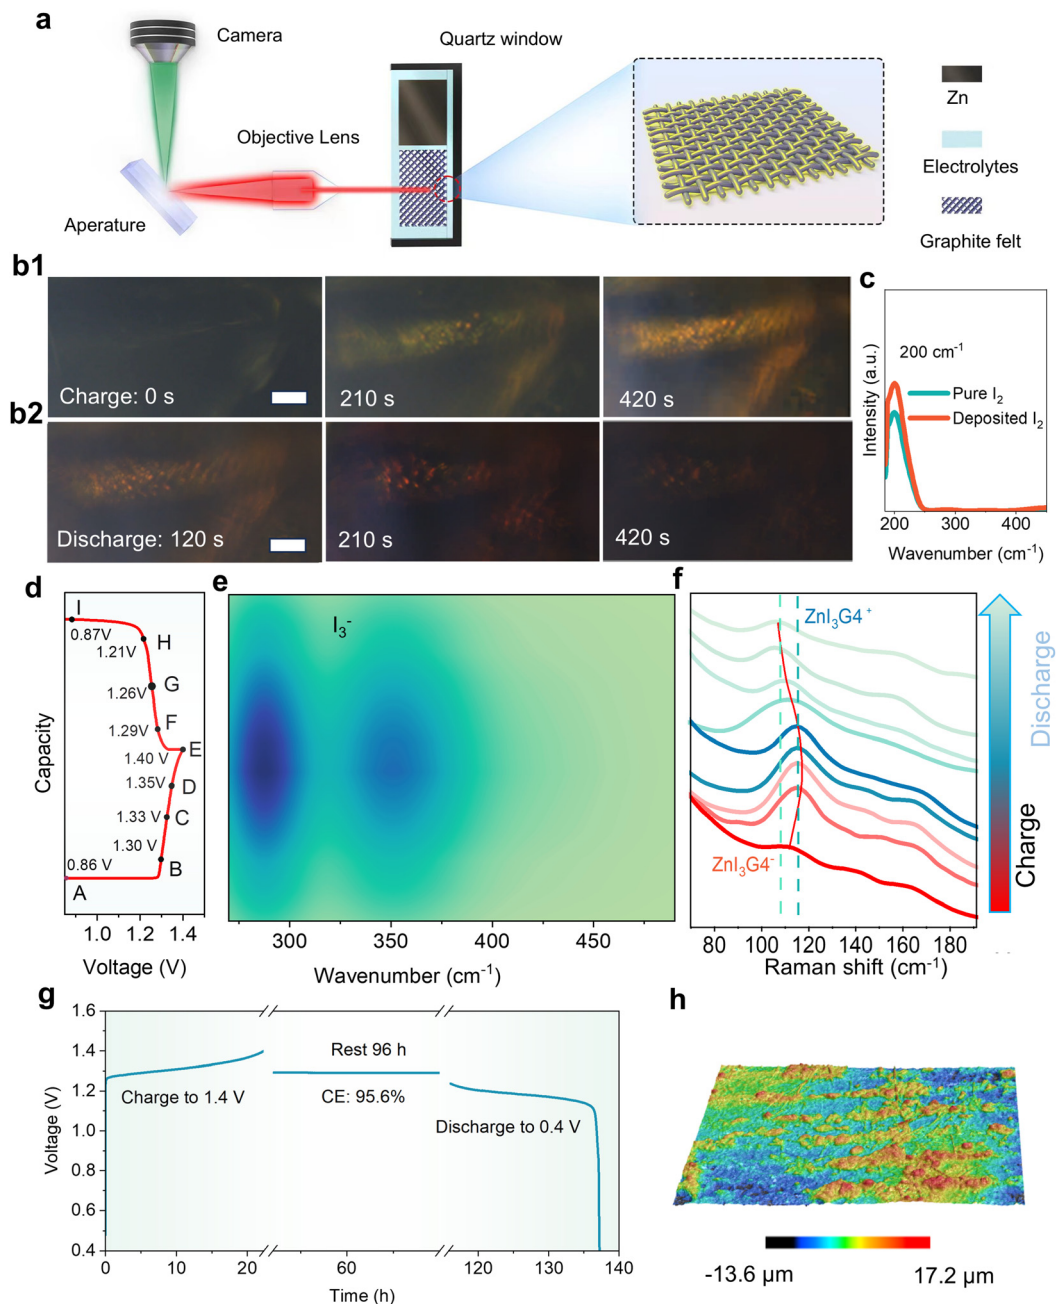 a
Camera
Quartz window
Objective Lens
Aperature
Zn
Electrolytes
Graphite felt
b1
Charge: 0 s
210 s
420 s
b2
Discharge: 120 s
210 s
420 s
c
200 cm⁻¹
Pure I₂
Deposited I₂
Intensity (a.u.)
200 300 400
Wavenumber (cm⁻¹)
d
I
0.87V
H
1.21V
G
1.26V
F
1.29V
E
1.40 V
D
1.35V
C
1.33 V
B
1.30 V
0.86 V
A
Capacity
1.0 1.2 1.4
Voltage (V)
e
I₃⁻
300 350 400 450
Wavenumber (cm⁻¹)
f
ZnI₃G4⁺
ZnI₃G4⁻
80 100 120 140 160 180
Raman shift (cm⁻¹)
Discharge
Charge
g
1.6
1.4
1.2
1.0
0.8
0.6
0.4
Voltage (V)
Rest 96 h
Charge to 1.4 V
CE: 95.6%
Discharge to 0.4 V
0 10 20 60 120 130 140
Time (h)
h
-13.6 µm
17.2 µm